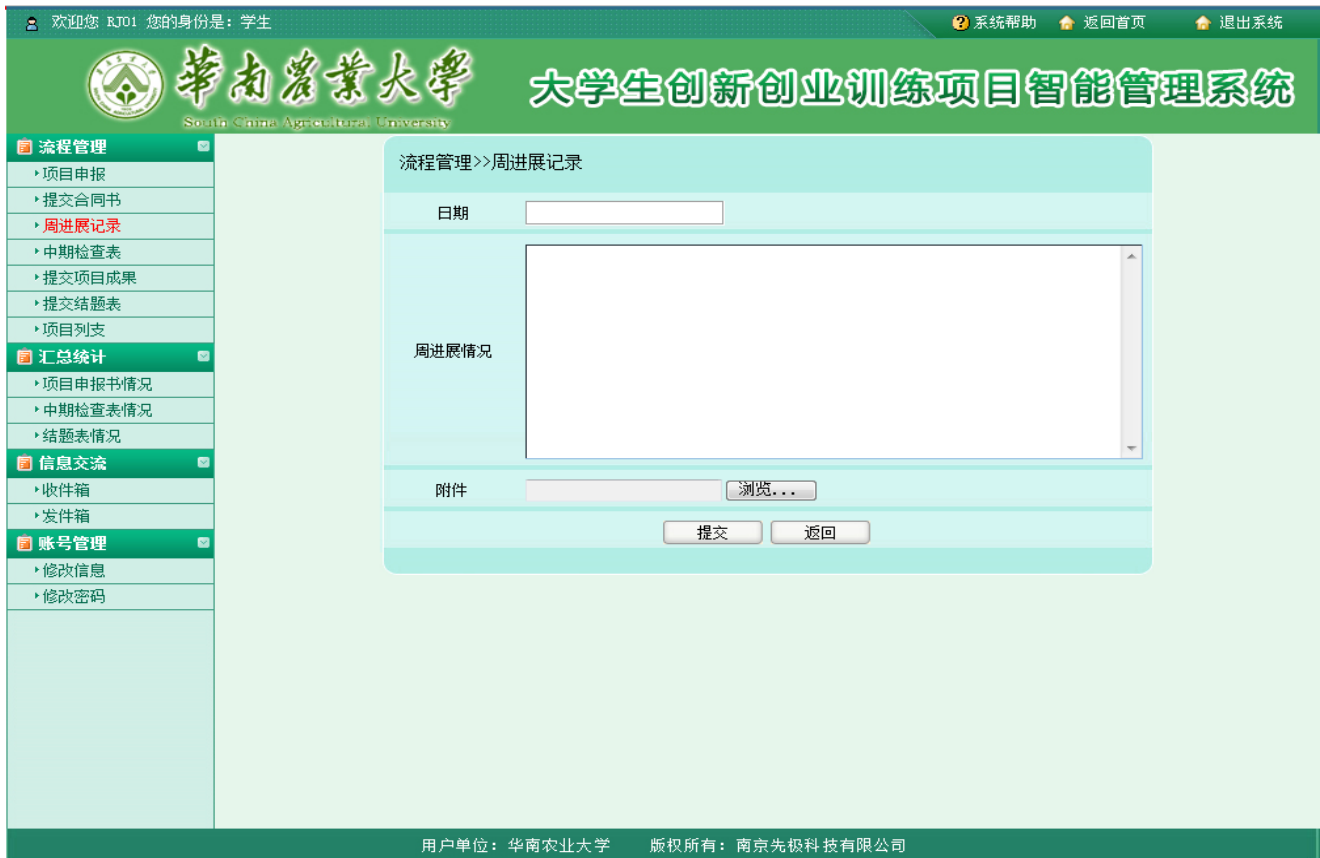 欢迎您 RJ01 您的身份是：学生
系统帮助 返回首页 退出系统
華南農業大學 大学生创新创业训练项目智能管理系统
South China Agricultural University
流程管理
项目申报
提交合同书
周进展记录
中期检查表
提交项目成果
提交结题表
项目列支
汇总统计
项目申报书情况
中期检查表情况
结题表情况
信息交流
收件箱
发件箱
账号管理
修改信息
修改密码
流程管理>>周进展记录
日期
周进展情况
附件 浏览...
提交 返回
用户单位：华南农业大学 版权所有：南京先极科技有限公司